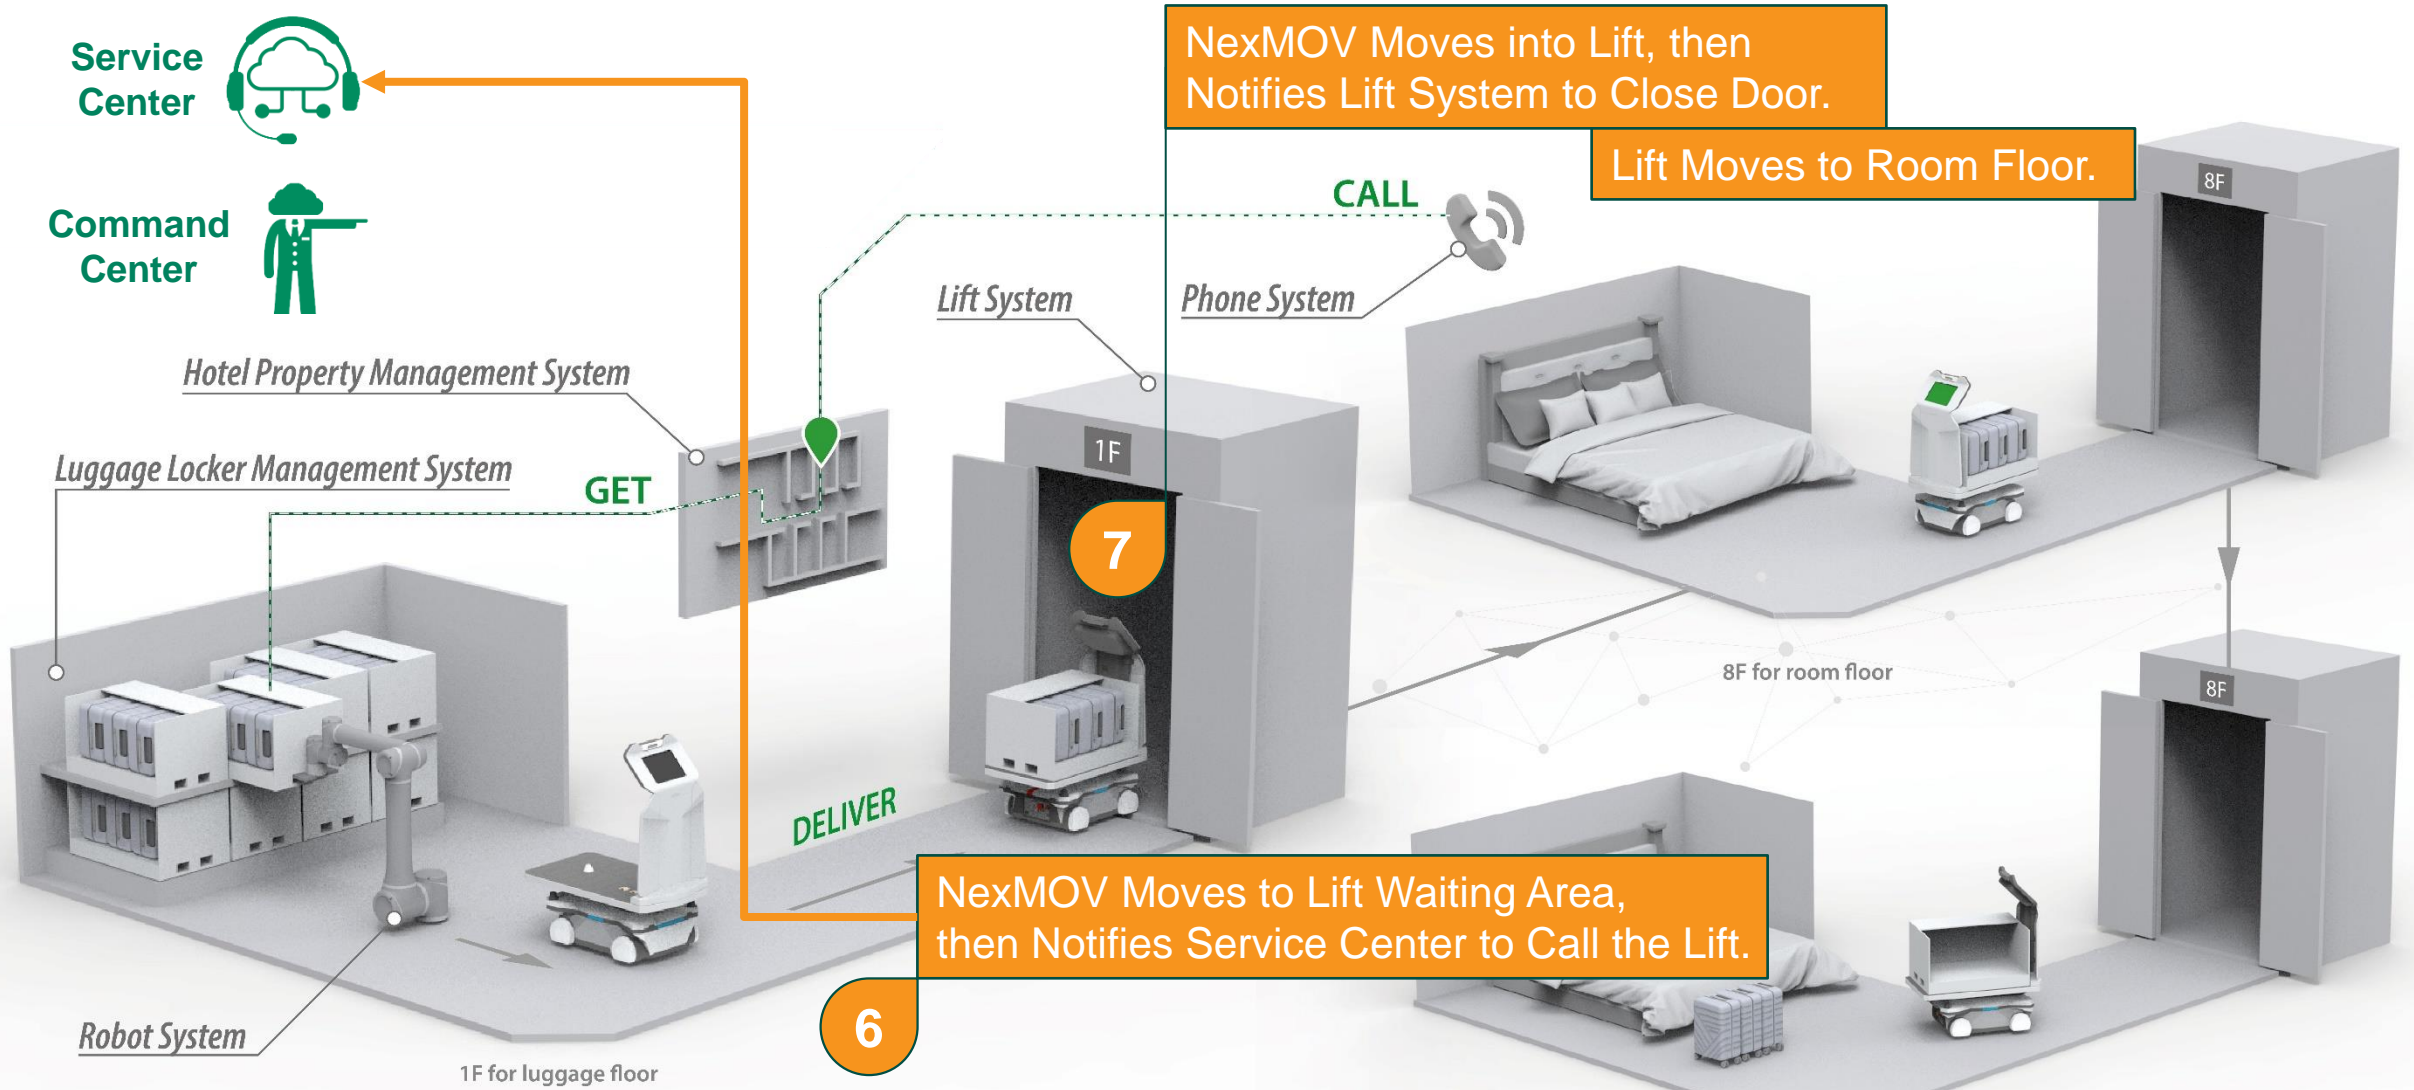 Service
Center
NexMOV Moves into Lift, then
Notifies Lift System to Close Door.
Lift Moves to Room Floor.
8F
CALL
Command
Center
Lift System
Phone System
Hotel Property Management System
1F
Luggage Locker Management System
GET
7
8F for room floor
8F
DELIVER
NexMOV Moves to Lift Waiting Area,
then Notifies Service Center to Call the Lift.
6
Robot System
1F for luggage floor